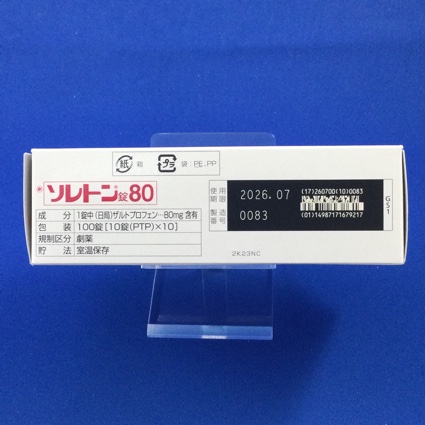 紙 箱 プラ 袋:PE,PP
ソレトン®錠80
成分 1錠中(日局)ザルトプロフェン…80mg 含有
包装 100錠[10錠(PTP)×10]
規制区分 劇薬
貯法 室温保存
使用期限 2026.07
製造番号 0083
(17)260700(10)0083
(01)14987171679217
GS1
2K23NC